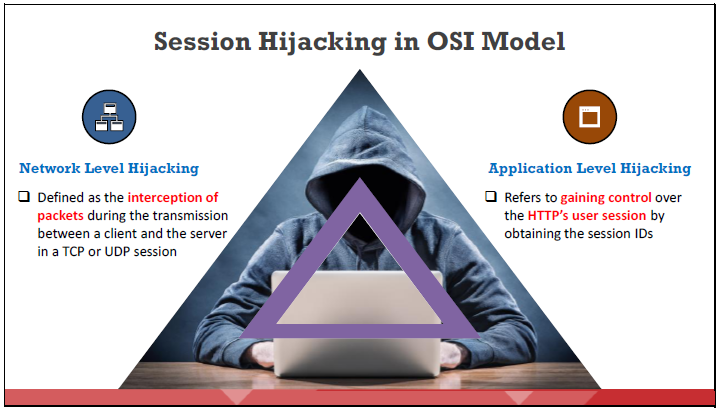 Session Hijacking in OSI Model
Network Level Hijacking
Defined as the interception of
packets during the transmission
between a client and the server
in a TCP or UDP session
Application Level Hijacking
Refers to gaining control over
the HTTP’s user session by
obtaining the session IDs